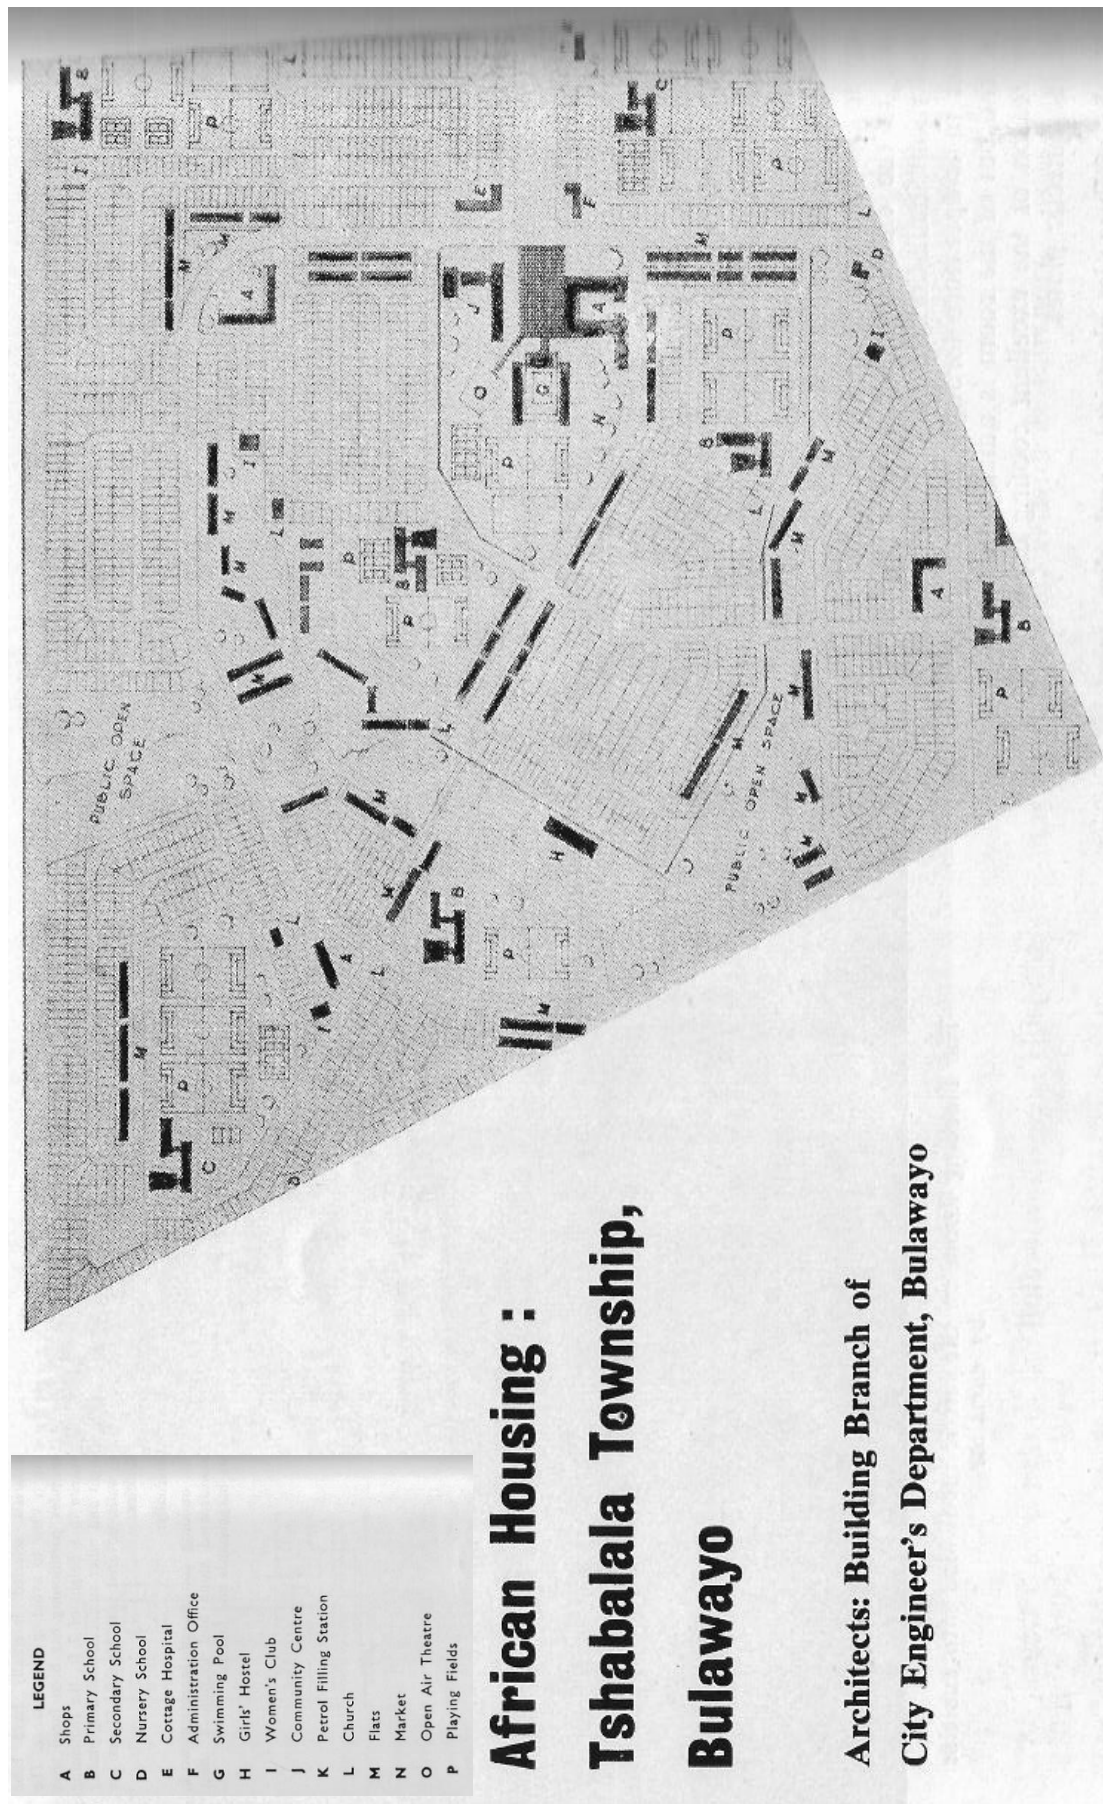 LEGEND
A Shops
B Primary School
C Secondary School
D Nursery School
E Cottage Hospital
F Administration Office
G Swimming Pool
H Girls' Hostel
I Women's Club
J Community Centre
K Petrol Filling Station
L Church
M Flats
N Market
O Open Air Theatre
P Playing Fields
African Housing :
Tshabalala Township,
Bulawayo
Architects: Building Branch of
City Engineer's Department, Bulawayo
PUBLIC OPEN
SPACE
PUBLIC OPEN SPACE
C
P
M
I
A
L
L
M
B
P
M
M
H
L
M
M
M
M
P
B
P
L
I
M
M
A
M
M
J
O
G
N
P
A
E
F
M
P
B
L
M
M
M
M
M
A
B
P
I
D
L
P
C
B
P
I
L